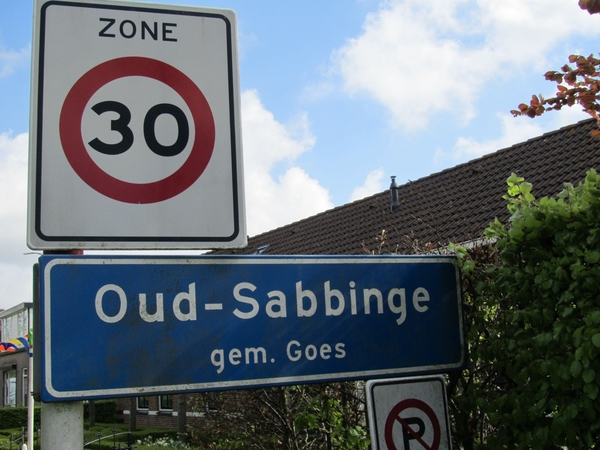 ZONE
30
Oud-Sabbinge
gem. Goes
P